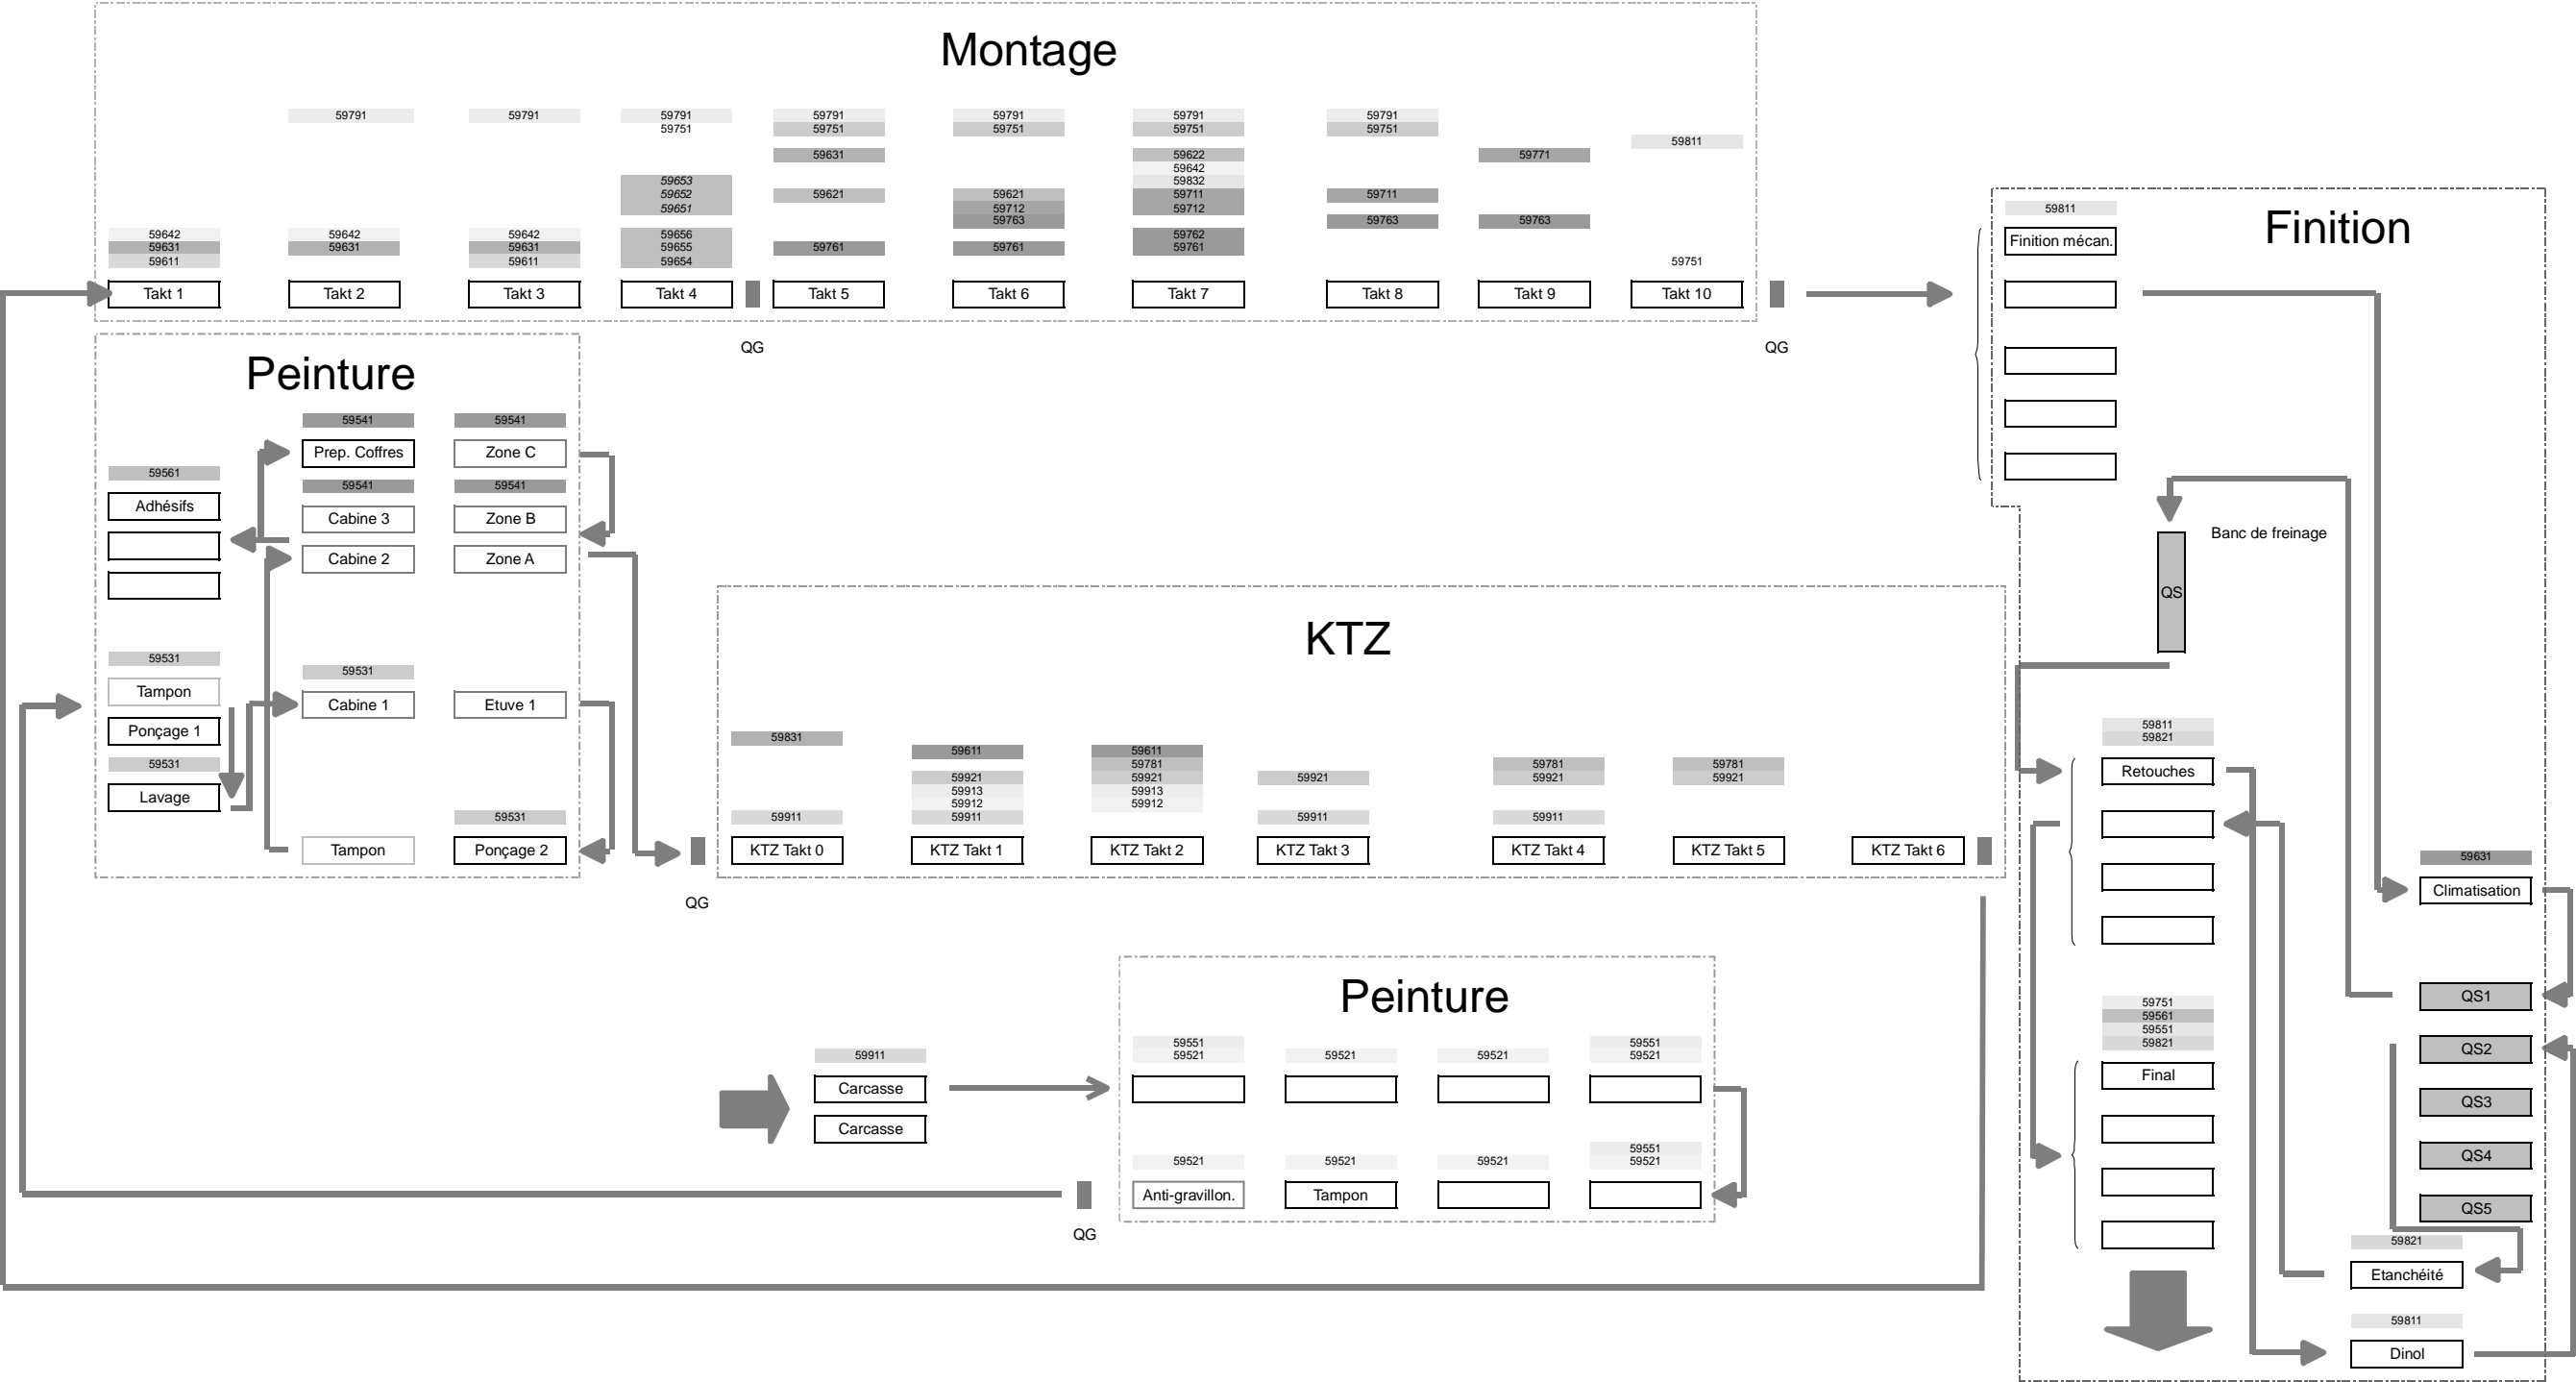 Montage
59791
59791
59791
59751
59653
59652
59651
59791
59751
59631
59621
59791
59751
59621
59712
59763
59791
59751
59622
59642
59832
59711
59712
59791
59751
59711
59763
59771
59763
59811
59751
59642
59631
59611
59642
59631
59642
59631
59611
59656
59655
59654
59761
59761
59762
59761
Takt 1
Takt 2
Takt 3
Takt 4
Takt 5
Takt 6
Takt 7
Takt 8
Takt 9
Takt 10
QG
QG
Peinture
59541
59541
Prep. Coffres
Zone C
59561
59541
59541
Adhésifs
Cabine 3
Zone B
Cabine 2
Zone A
59531
59531
Tampon
Cabine 1
Etuve 1
Ponçage 1
59531
Lavage
59531
Tampon
Ponçage 2
QG
KTZ
59831
59911
59611
59921
59913
59912
59911
59611
59781
59921
59913
59912
59921
59911
59781
59921
59911
59781
59921
KTZ Takt 0
KTZ Takt 1
KTZ Takt 2
KTZ Takt 3
KTZ Takt 4
KTZ Takt 5
KTZ Takt 6
Peinture
59911
Carcasse
Carcasse
59551
59521
59521
59521
59551
59521
59521
59521
59521
59551
59521
Anti-gravillon.
Tampon
QG
Finition
59811
Finition mécan.
Banc de freinage
QS
59811
59821
Retouches
59631
Climatisation
QS1
59751
59561
59551
59821
Final
QS2
QS3
QS4
QS5
59821
Etanchéité
59811
Dinol